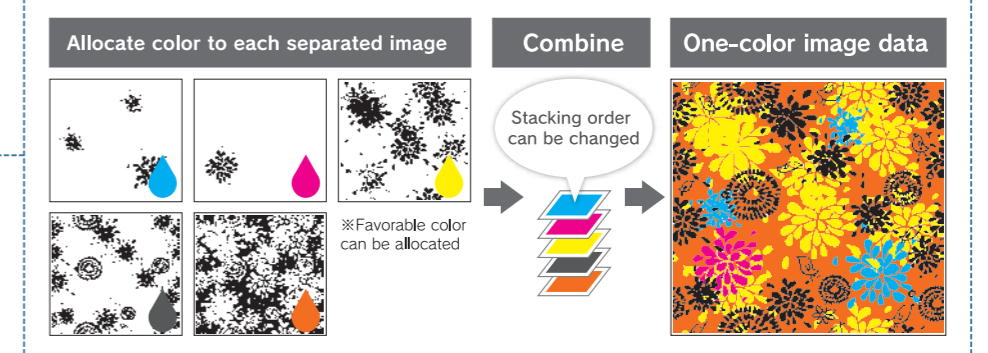 Allocate color to each separated image
Combine
One-color image data
Stacking order
can be changed
※Favorable color
can be allocated